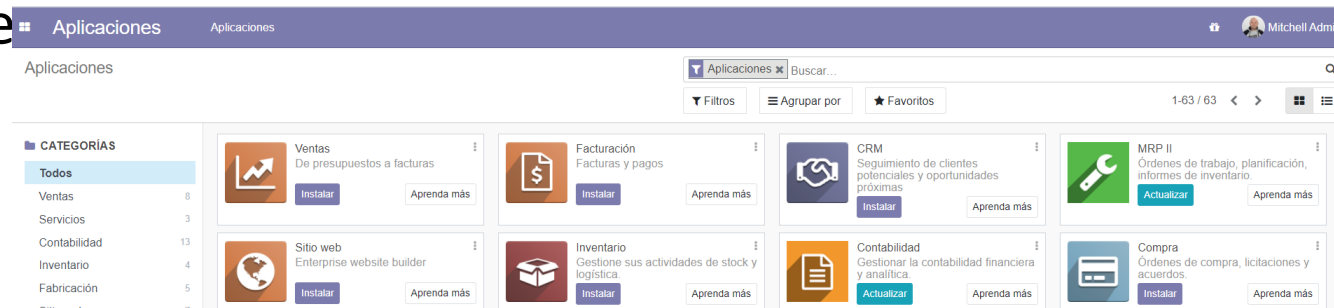 e
Aplicaciones
Aplicaciones
Mitchell Admi
Aplicaciones
Aplicaciones
Buscar...
Filtros
Agrupar por
Favoritos
1-63 / 63
CATEGORÍAS
Todos
Ventas 8
Servicios 3
Contabilidad 13
Inventario 4
Fabricación 5
Ventas
De presupuestos a facturas
Instalar
Aprenda más
Facturación
Facturas y pagos
Instalar
Aprenda más
CRM
Seguimiento de clientes
potenciales y oportunidades
próximas
Instalar
Aprenda más
MRP II
Órdenes de trabajo, planificación,
informes de inventario.
Actualizar
Aprenda más
Sitio web
Enterprise website builder
Instalar
Aprenda más
Inventario
Gestione sus actividades de stock y
logística.
Instalar
Aprenda más
Contabilidad
Gestionar la contabilidad financiera
y analítica.
Actualizar
Aprenda más
Compra
Órdenes de compra, licitaciones y
acuerdos.
Instalar
Aprenda más